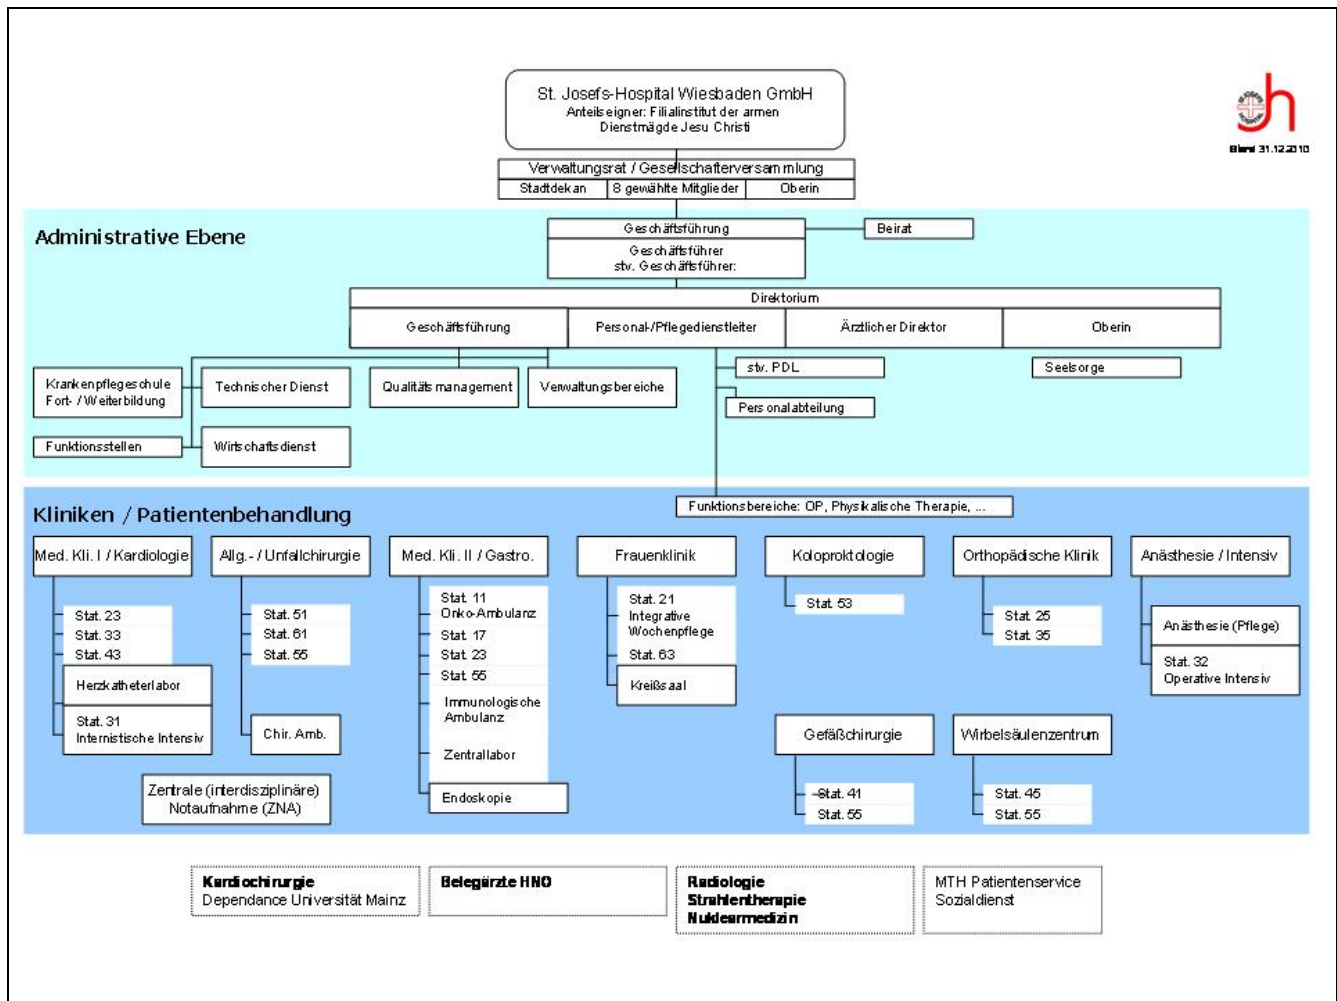 St. Josefs-Hospital Wiesbaden GmbH
Anteilseigner: Filialinstitut der armen
Dienstmägde Jesu Christi
ST. JOSEFS
HOSPITAL
Stand 31.12.2010
Verwaltungsrat / Gesellschafterversammlung
Stadtdekan 8 gewählte Mitglieder Oberin
Administrative Ebene
Geschäftsführung
Beirat
Geschäftsführer
stv. Geschäftsführer:
Direktorium
Geschäftsführung Personal-/Pflegedienstleiter Ärztlicher Direktor Oberin
Krankenpflegeschule
Fort- / Weiterbildung
Technischer Dienst
Qualitätsmanagement
Verwaltungsbereiche
stv. PDL
Seelsorge
Personalabteilung
Funktionsstellen
Wirtschaftsdienst
Funktionsbereiche: OP, Physikalische Therapie, ...
Kliniken / Patientenbehandlung
Med. Kli. I / Kardiologie
Stat. 23
Stat. 33
Stat. 43
Herzkatheterlabor
Stat. 31
Internistische Intensiv
Allg.- / Unfallchirurgie
Stat. 51
Stat. 61
Stat. 55
Chir. Amb.
Zentrale (interdisziplinäre)
Notaufnahme (ZNA)
Med. Kli. II / Gastro.
Stat. 11
Onko-Ambulanz
Stat. 17
Stat. 23
Stat. 55
Immunologische
Ambulanz
Zentrallabor
Endoskopie
Frauenklinik
Stat. 21
Integrative
Wochenpflege
Stat. 63
Kreißsaal
Koloproktologie
Stat. 53
Orthopädische Klinik
Stat. 25
Stat. 35
Anästhesie / Intensiv
Anästhesie (Pflege)
Stat. 32
Operative Intensiv
Gefäßchirurgie
Stat. 41
Stat. 55
Wirbelsäulenzentrum
Stat. 45
Stat. 55
Kardiochirurgie
Dependance Universität Mainz
Belegärzte HNO
Radiologie
Strahlentherapie
Nuklearmedizin
MTH Patientenservice
Sozialdienst